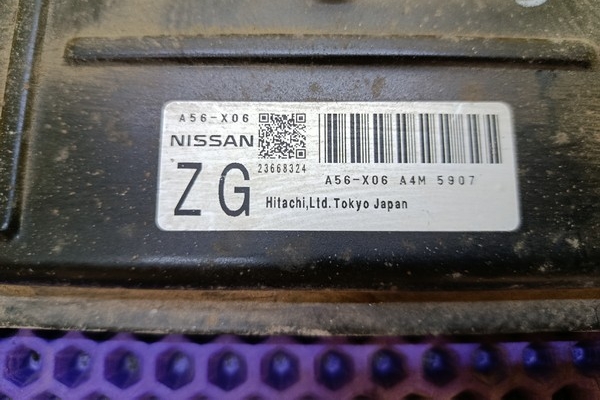 A56-X06
NISSAN
23668324
ZG
A56-X06 A4M 5907
Hitachi,Ltd. Tokyo Japan